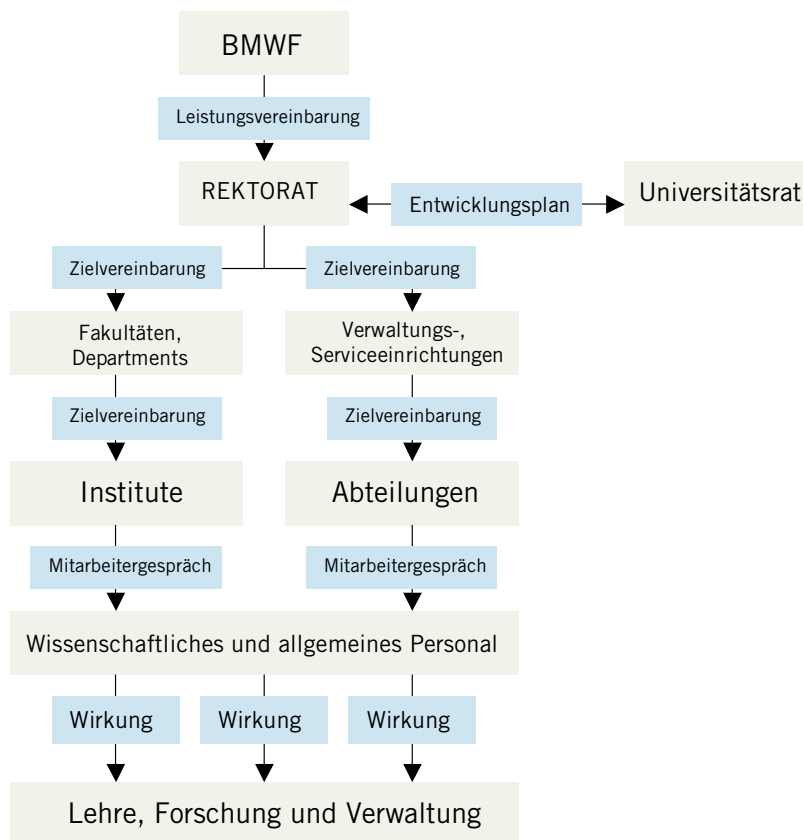 BMWF
Leistungsvereinbarung
REKTORAT
Entwicklungsplan
Universitätsrat
Zielvereinbarung
Zielvereinbarung
Fakultäten,
Departments
Verwaltungs-,
Serviceeinrichtungen
Zielvereinbarung
Zielvereinbarung
Institute
Abteilungen
Mitarbeitergespräch
Mitarbeitergespräch
Wissenschaftliches und allgemeines Personal
Wirkung
Wirkung
Wirkung
Lehre, Forschung und Verwaltung